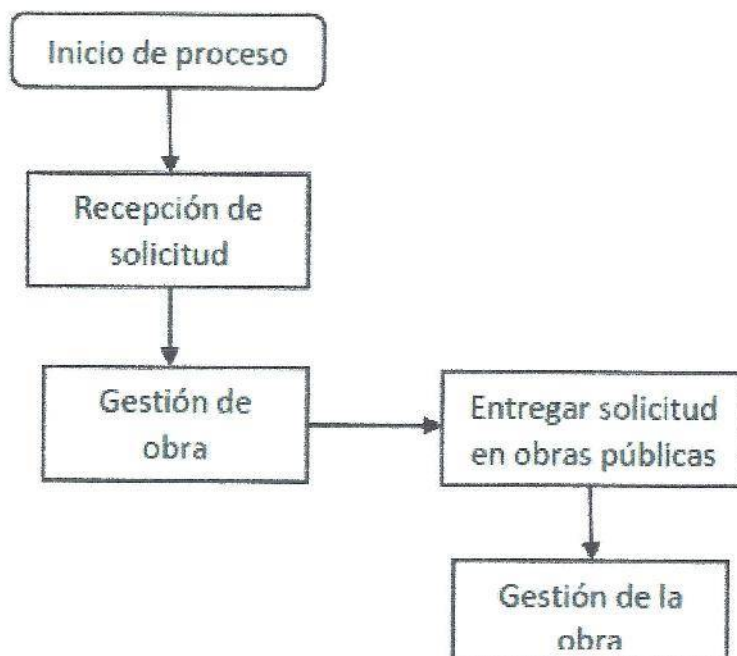 Inicio de proceso
Recepción de
solicitud
Gestión de
obra
Entregar solicitud
en obras públicas
Gestión de la
obra